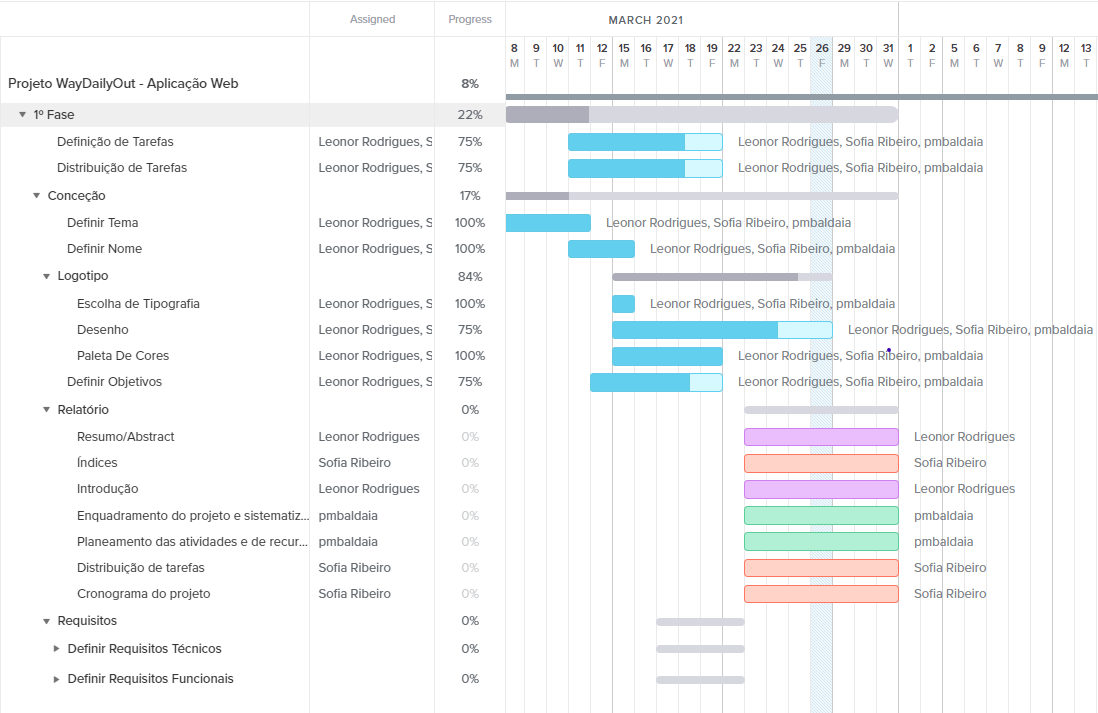 Assigned Progress MARCH 2021
8 9 10 11 12 15 16 17 18 19 22 23 24 25 26 29 30 31 1 2 5 6 7 8 9 12 13
M T W T F M T W T F M T W T F M T W T F M T W T F M T
Projeto WayDailyOut - Aplicação Web 8%
1º Fase 22%
Definição de Tarefas Leonor Rodrigues, S 75% Leonor Rodrigues, Sofia Ribeiro, pmbaldaia
Distribuição de Tarefas Leonor Rodrigues, S 75% Leonor Rodrigues, Sofia Ribeiro, pmbaldaia
Conceção 17%
Definir Tema Leonor Rodrigues, S 100% Leonor Rodrigues, Sofia Ribeiro, pmbaldaia
Definir Nome Leonor Rodrigues, S 100% Leonor Rodrigues, Sofia Ribeiro, pmbaldaia
Logotipo 84%
Escolha de Tipografia Leonor Rodrigues, S 100% Leonor Rodrigues, Sofia Ribeiro, pmbaldaia
Desenho Leonor Rodrigues, S 75% Leonor Rodrigues, Sofia Ribeiro, pmbaldaia
Paleta De Cores Leonor Rodrigues, S 100% Leonor Rodrigues, Sofia Ribeiro, pmbaldaia
Definir Objetivos Leonor Rodrigues, S 75% Leonor Rodrigues, Sofia Ribeiro, pmbaldaia
Relatório 0%
Resumo/Abstract Leonor Rodrigues 0% Leonor Rodrigues
Índices Sofia Ribeiro 0% Sofia Ribeiro
Introdução Leonor Rodrigues 0% Leonor Rodrigues
Enquadramento do projeto e sistematiz... pmbaldaia 0% pmbaldaia
Planeamento das atividades e de recur... pmbaldaia 0% pmbaldaia
Distribuição de tarefas Sofia Ribeiro 0% Sofia Ribeiro
Cronograma do projeto Sofia Ribeiro 0% Sofia Ribeiro
Requisitos 0%
Definir Requisitos Técnicos 0%
Definir Requisitos Funcionais 0%